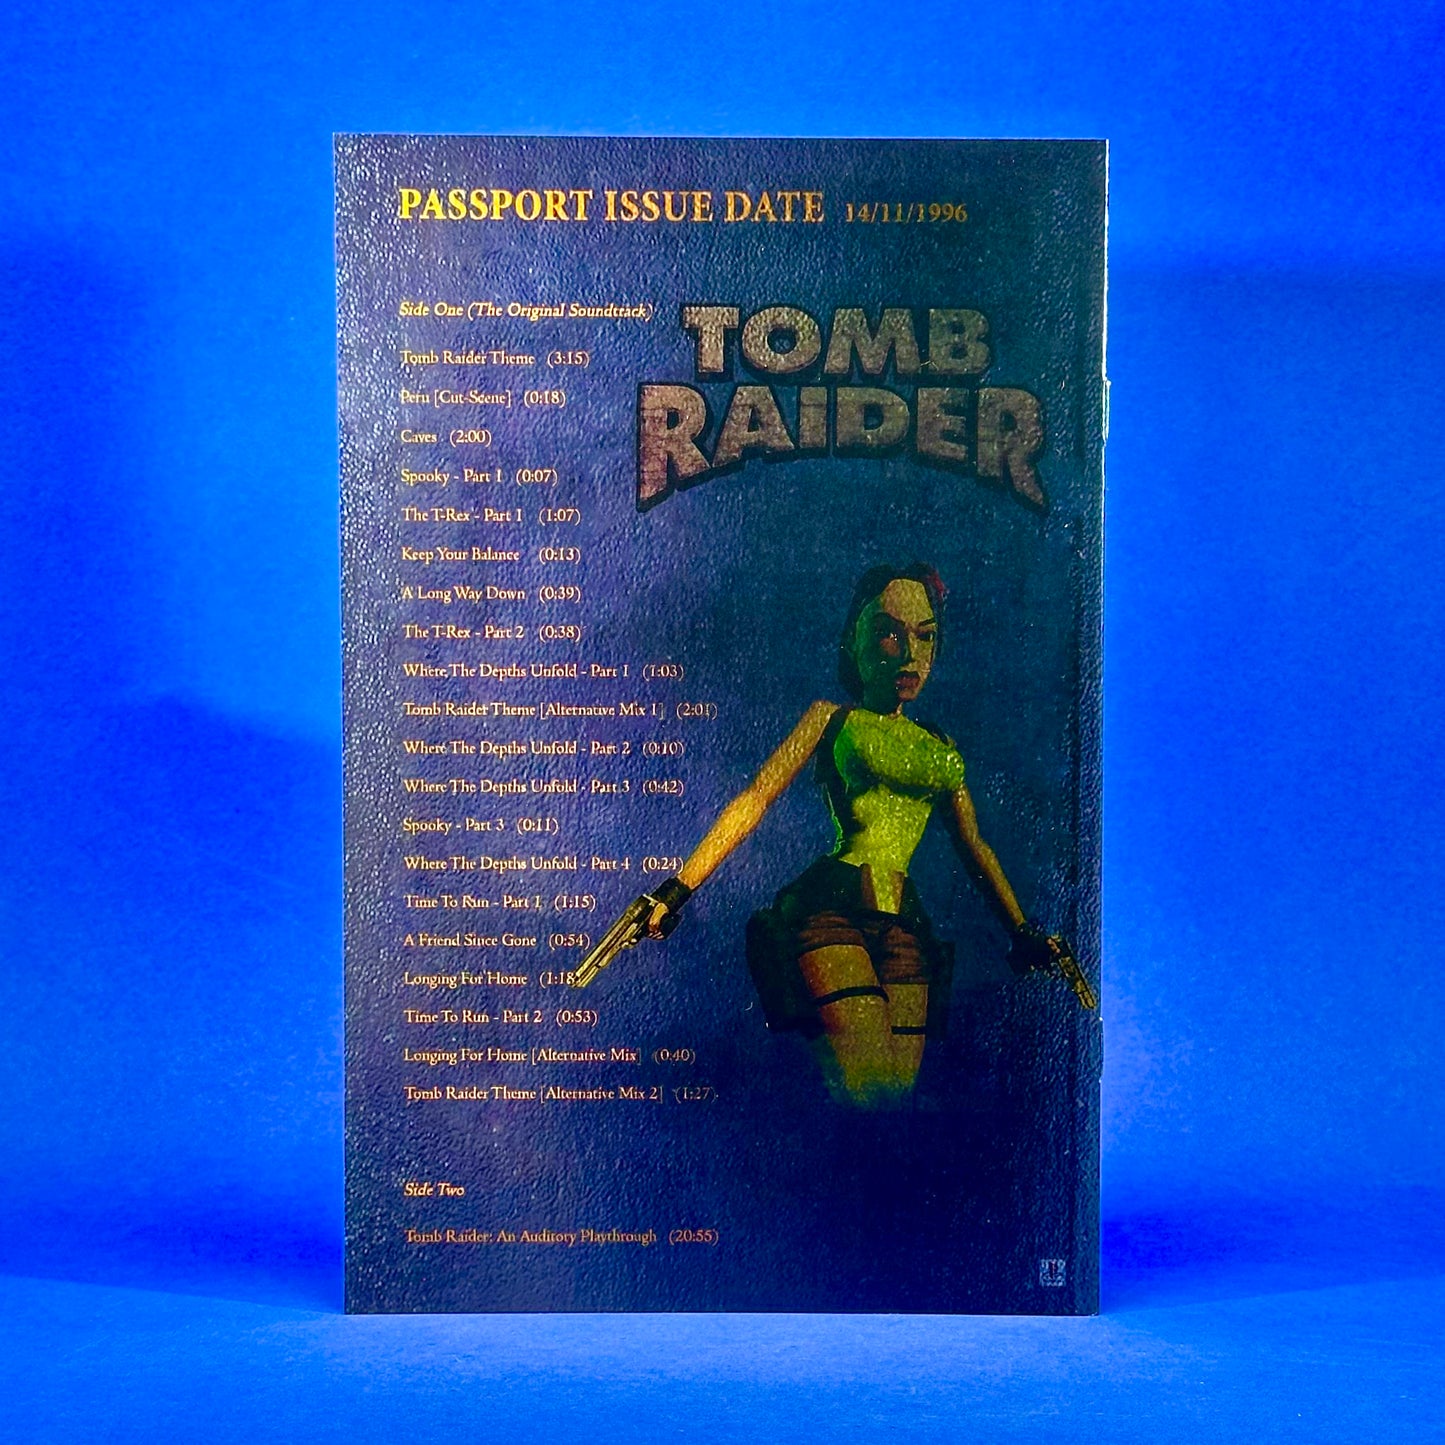 PASSPORT ISSUE DATE 14/11/1996
Side One (The Original Soundtrack)
TOMB
RAIDER
Tomb Raider Theme (3:15)
Peru [Cut-Scene] (0:18)
Caves (2:00)
Spooky - Part 1 (0:07)
The T-Rex - Part 1 (1:07)
Keep Your Balance (0:13)
A Long Way Down (0:39)
The T-Rex - Part 2 (0:38)
Where The Depths Unfold - Part 1 (1:03)
Tomb Raider Theme [Alternative Mix 1] (2:01)
Where The Depths Unfold - Part 2 (0:10)
Where The Depths Unfold - Part 3 (0:42)
Spooky - Part 3 (0:11)
Where The Depths Unfold - Part 4 (0:24)
Time To Run - Part 1 (1:15)
A Friend Since Gone (0:54)
Longing For Home (1:18)
Time To Run - Part 2 (0:53)
Longing For Home [Alternative Mix] (0:40)
Tomb Raider Theme [Alternative Mix 2] (1:27)
Side Two
Tomb Raider: An Auditory Playthrough (20:55)